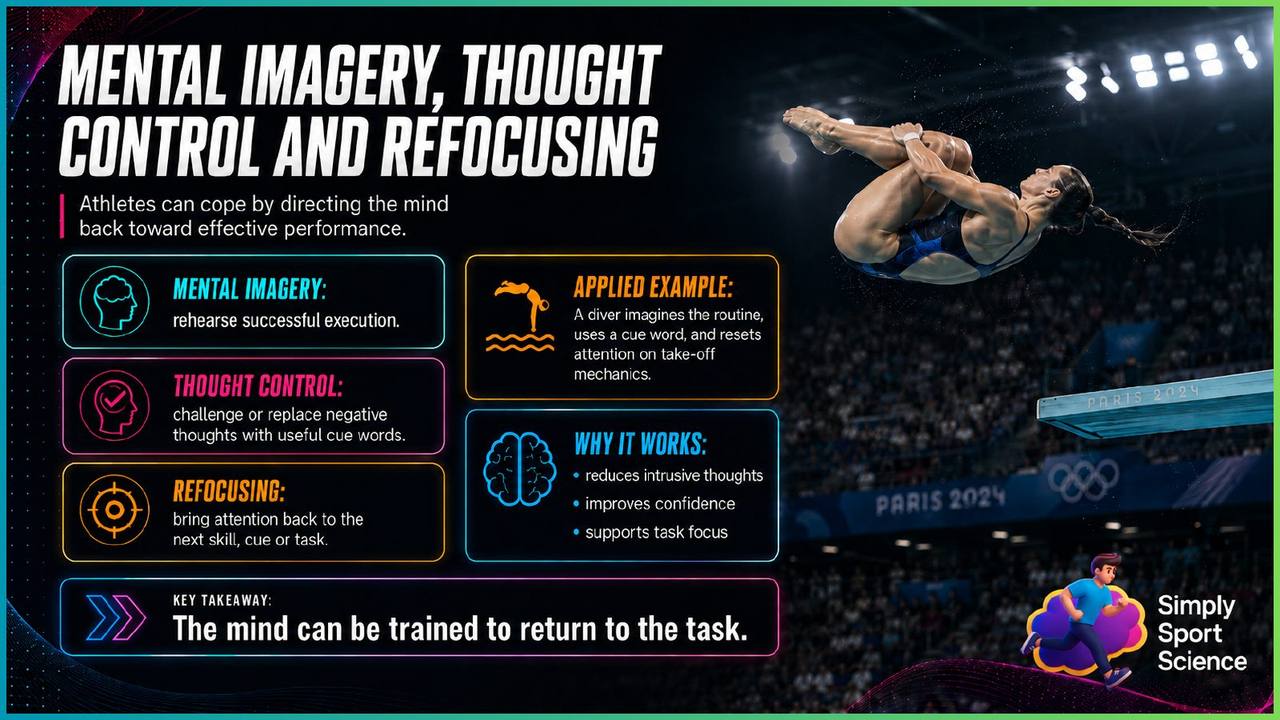 MENTAL IMAGERY, THOUGHT
CONTROL AND REFOCUSING
Athletes can cope by directing the mind
back toward effective performance.
MENTAL IMAGERY:
rehearse successful execution.
THOUGHT CONTROL:
challenge or replace negative
thoughts with useful cue words.
REFOCUSING:
bring attention back to the
next skill, cue or task.
APPLIED EXAMPLE:
A diver imagines the routine,
uses a cue word, and resets
attention on take-off
mechanics.
WHY IT WORKS:
• reduces intrusive thoughts
• improves confidence
• supports task focus
KEY TAKEAWAY:
The mind can be trained to return to the task.
PARIS 2024
PARIS 2024
Simply
Sport
Science